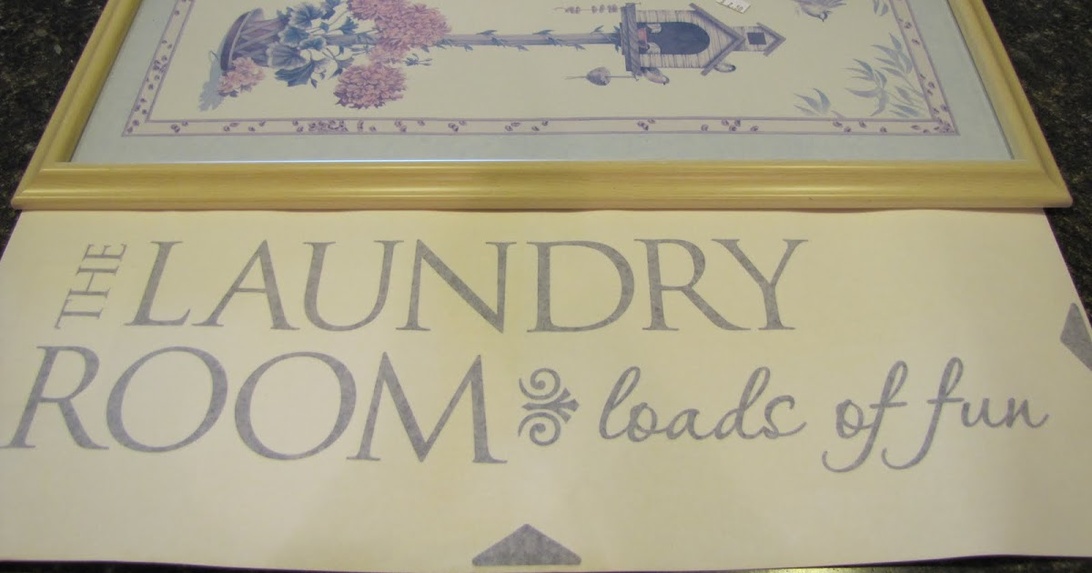 THE LAUNDRY
ROOM loads of fun